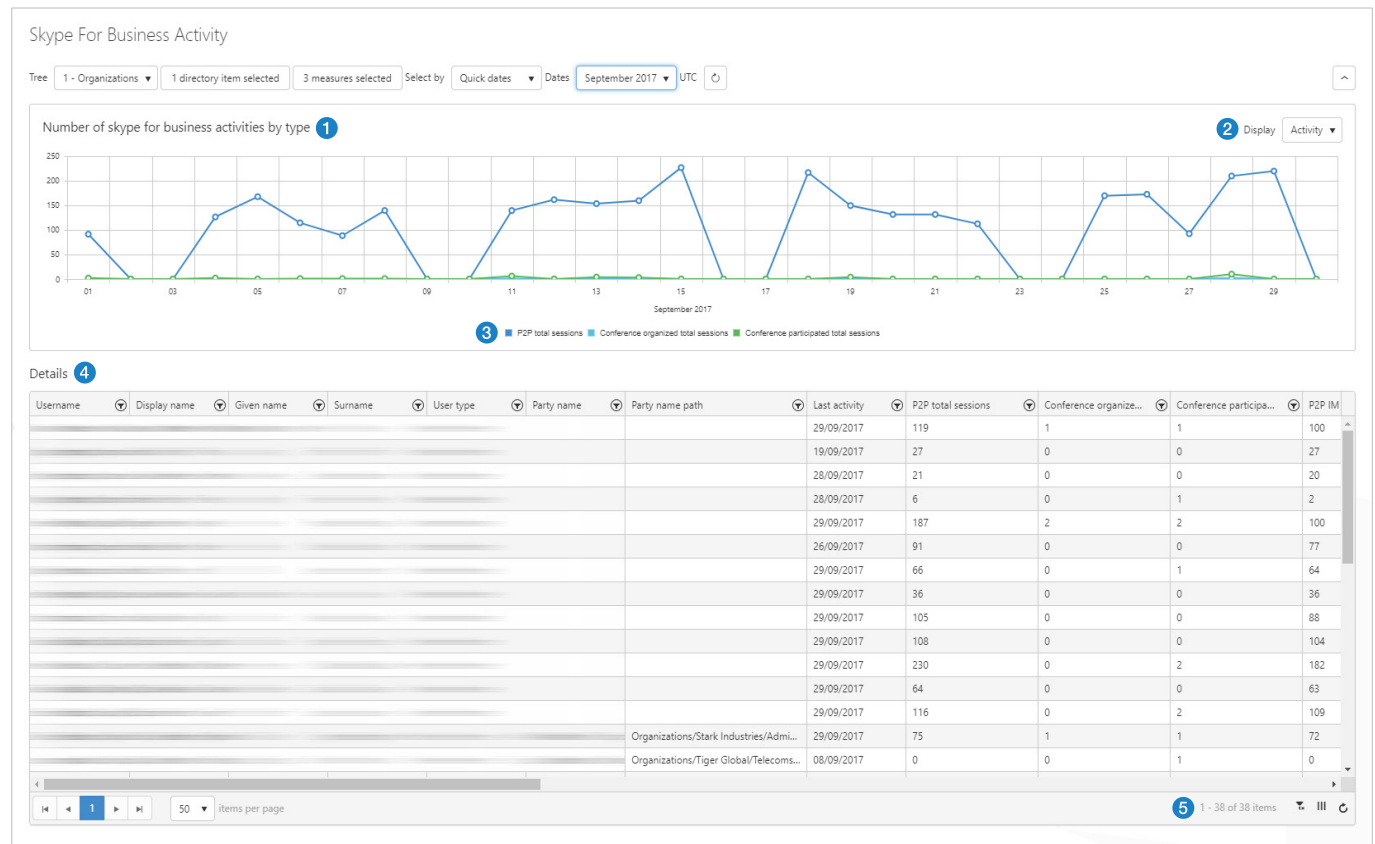 Skype For Business Activity
Tree 1 - Organizations 1 directory item selected 3 measures selected Select by Quick dates Dates September 2017 UTC
Number of skype for business activities by type 1
2 Display Activity
250
200
150
100
50
0
01 03 05 07 09 11 13 15 17 19 21 23 25 27 29
September 2017
3 P2P total sessions Conference organized total sessions Conference participated total sessions
Details 4
Username Display name Given name Surname User type Party name Party name path Last activity P2P total sessions Conference organize... Conference participa... P2P IM
29/09/2017 119 1 1 100
19/09/2017 27 0 0 27
28/09/2017 21 0 0 20
28/09/2017 6 0 1 2
29/09/2017 187 2 2 100
26/09/2017 91 0 0 77
29/09/2017 66 0 1 64
29/09/2017 36 0 0 36
29/09/2017 105 0 0 88
29/09/2017 108 0 0 104
29/09/2017 230 0 2 182
29/09/2017 64 0 0 63
29/09/2017 116 0 2 109
Organizations/Stark Industries/Admi... 29/09/2017 75 1 1 72
Organizations/Tiger Global/Telecoms... 08/09/2017 0 0 1 0
1 50 items per page 5 1 - 38 of 38 items